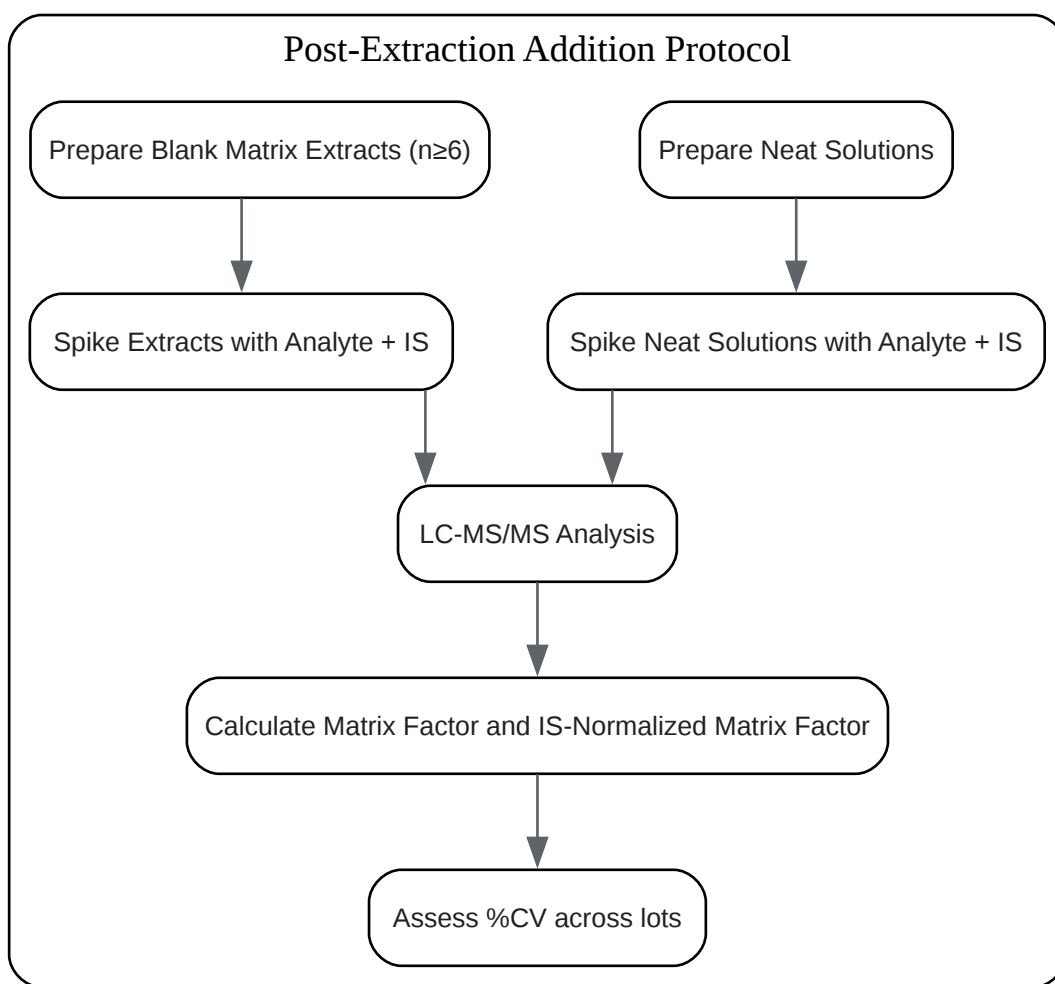 Post-Extraction Addition Protocol
Prepare Blank Matrix Extracts (n≥6)
Prepare Neat Solutions
Spike Extracts with Analyte + IS
Spike Neat Solutions with Analyte + IS
LC-MS/MS Analysis
Calculate Matrix Factor and IS-Normalized Matrix Factor
Assess %CV across lots